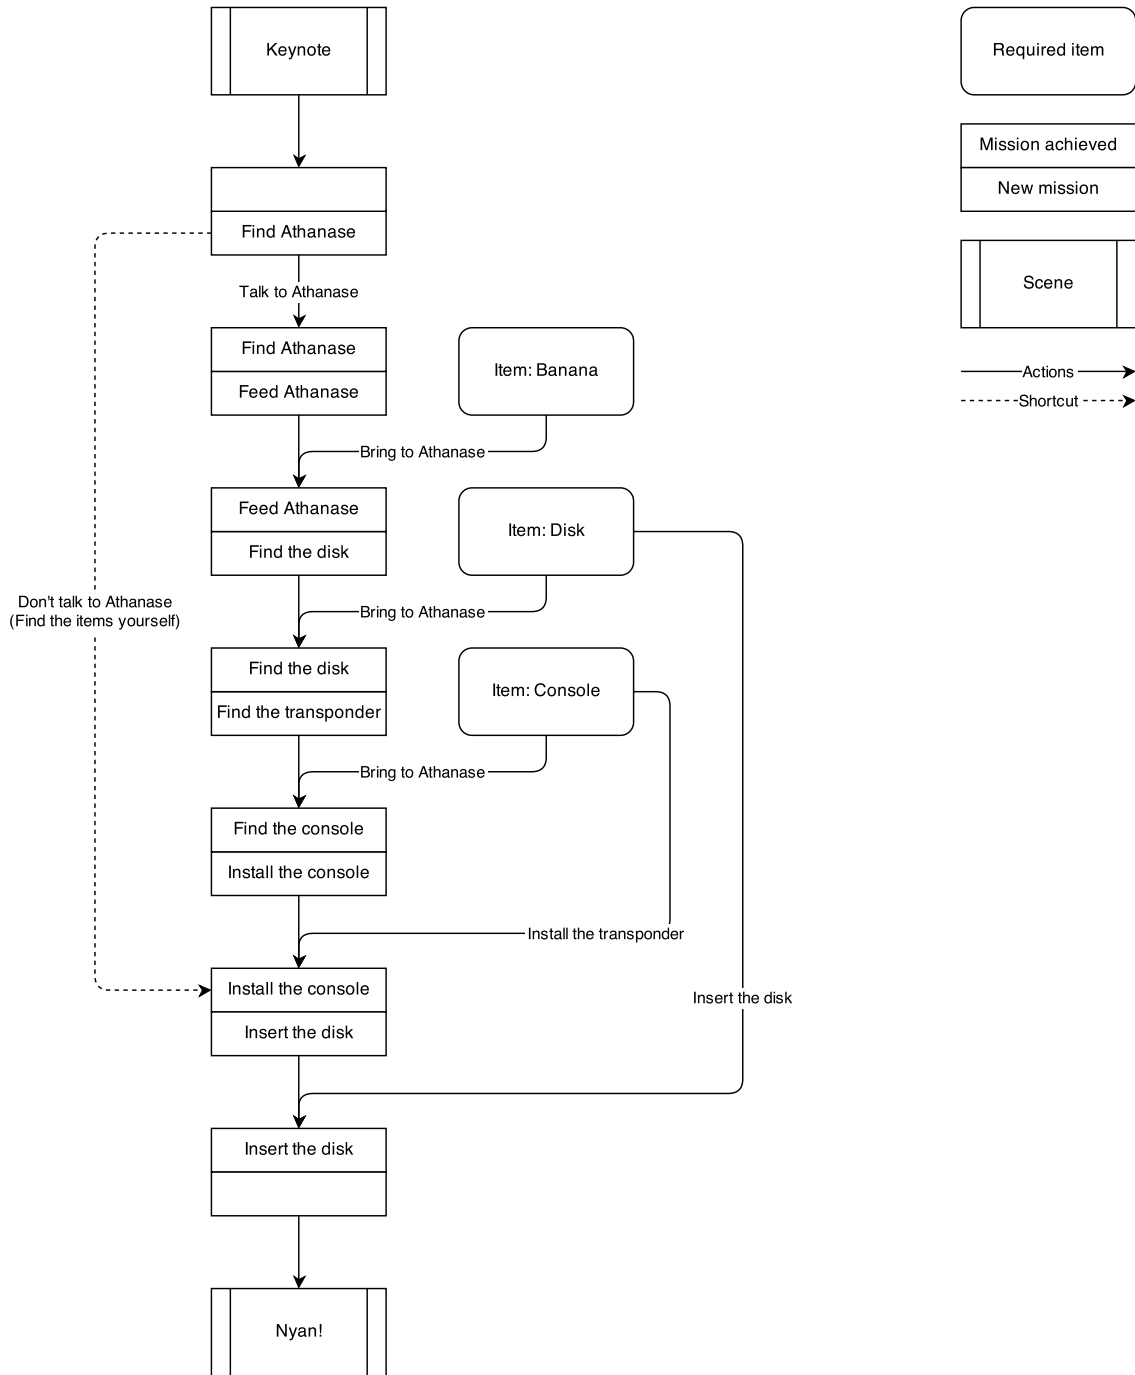 Keynote
Required item
Mission achieved
New mission
Find Athanase
Scene
Talk to Athanase
Find Athanase
Feed Athanase
Item: Banana
Actions
Shortcut
Bring to Athanase
Feed Athanase
Find the disk
Item: Disk
Don't talk to Athanase
(Find the items yourself)
Bring to Athanase
Find the disk
Find the transponder
Item: Console
Bring to Athanase
Find the console
Install the console
Install the transponder
Install the console
Insert the disk
Insert the disk
Insert the disk
Nyan!